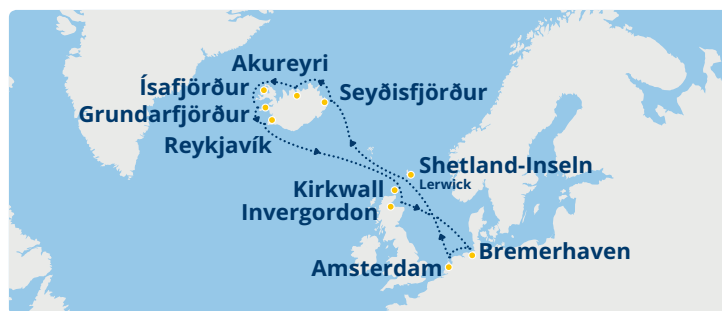 Akureyri
Ísafjörður
Seyðisfjörður
Grundarfjörður
Reykjavík
Shetland-Inseln
Lerwick
Kirkwall
Invergordon
Bremerhaven
Amsterdam